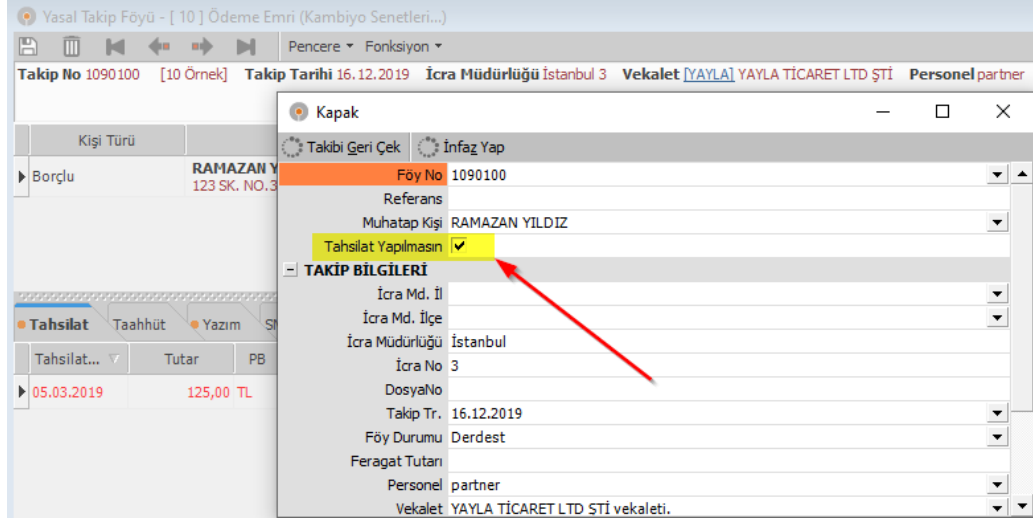 Yasal Takip Föyü - [ 10 ] Ödeme Emri (Kambiyo Senetleri...)
Pencere Fonksiyon
Takip No 1090100 [10 Örnek] Takip Tarihi 16.12.2019 İcra Müdürlüğü İstanbul 3 Vekalet [YAYLA] YAYLA TİCARET LTD ŞTİ Personel partner
Kişi Türü
Borçlu RAMAZAN Y
123 SK. NO.3
Tahsilat Taahhüt Yazım
Tahsilat... Tutar PB
05.03.2019 125,00 TL
Kapak
Takibi Geri Çek İnfaz Yap
Föy No 1090100
Referans
Muhatap Kişi RAMAZAN YILDIZ
Tahsilat Yapılmasın
TAKİP BİLGİLERİ
İcra Md. İl
İcra Md. İlçe
İcra Müdürlüğü İstanbul
İcra No 3
DosyaNo
Takip Tr. 16.12.2019
Föy Durumu Derdest
Feragat Tutarı
Personel partner
Vekalet YAYLA TİCARET LTD STİ vekaleti.